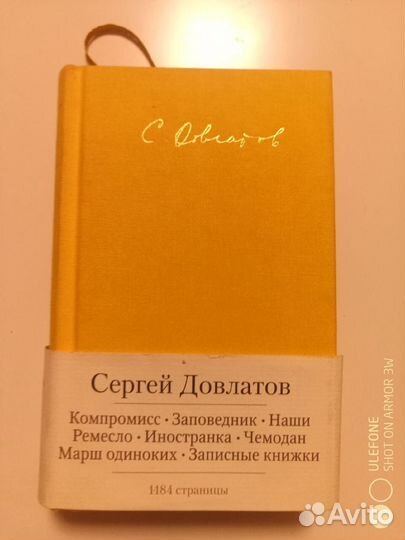 С Довлатов
Сергей Довлатов
Компромисс • Заповедник • Наши
Ремесло • Иностранка • Чемодан
Марш одиноких • Записные книжки
1484 страницы
ULEFONE
SHOT ON ARMOR 3W
Avito